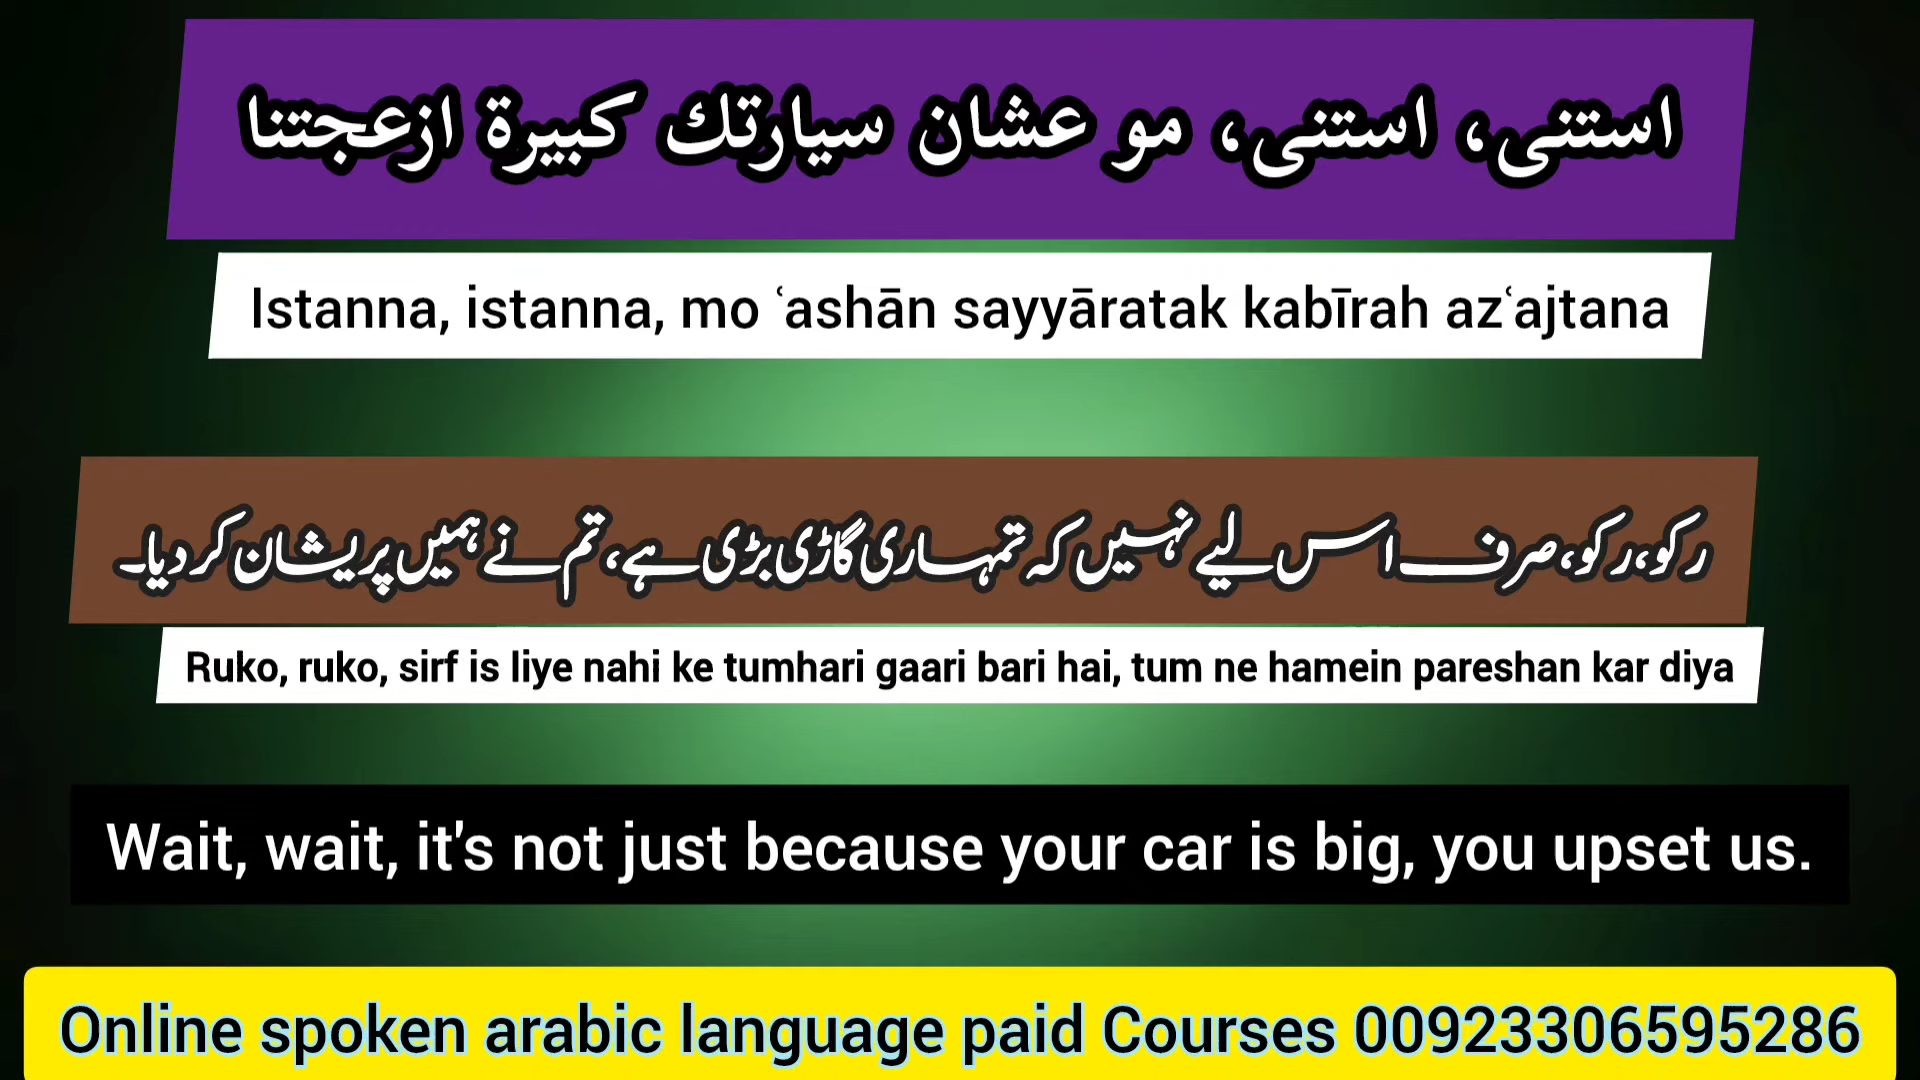 استنى، استنى، مو عشان سيارتك كبيرة ازعجتنا
Istanna, istanna, mo ʿashān sayyāratak kabīrah azʿajtana
رکو،رکو،صرف اس لیے نہیں کہ تمہاری گاڑی بڑی ہے،تم نے ہمیں پریشان کر دیا۔
Ruko, ruko, sirf is liye nahi ke tumhari gaari bari hai, tum ne hamein pareshan kar diya
Wait, wait, it's not just because your car is big, you upset us.
Online spoken arabic language paid Courses 00923306595286